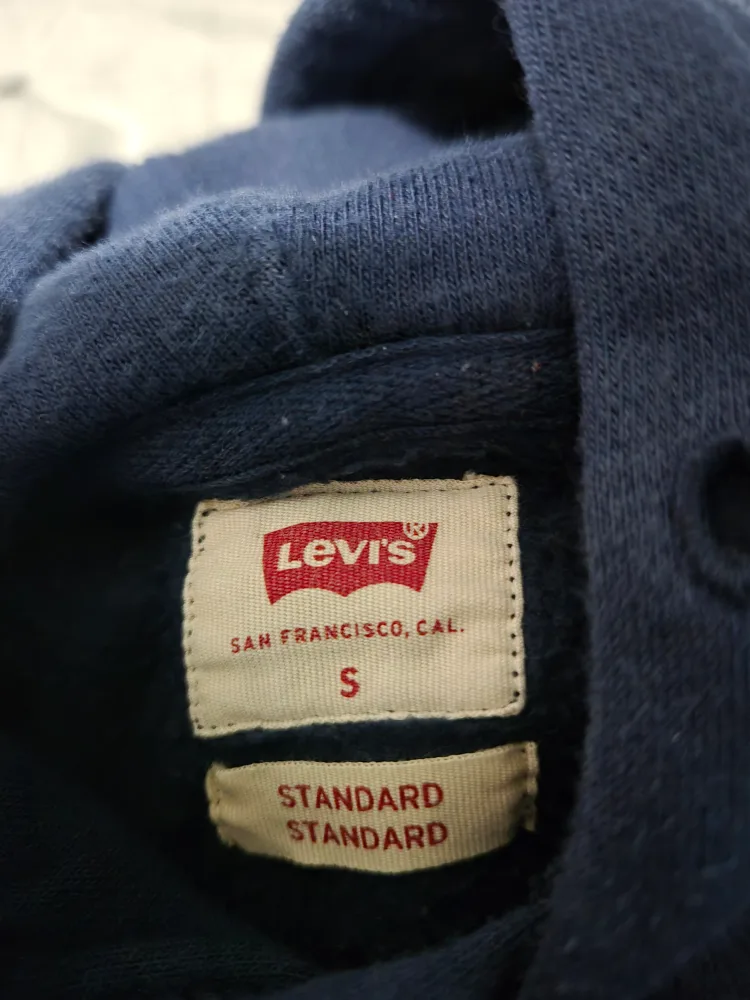 Levi's®
SAN FRANCISCO, CAL.
S
STANDARD
STANDARD